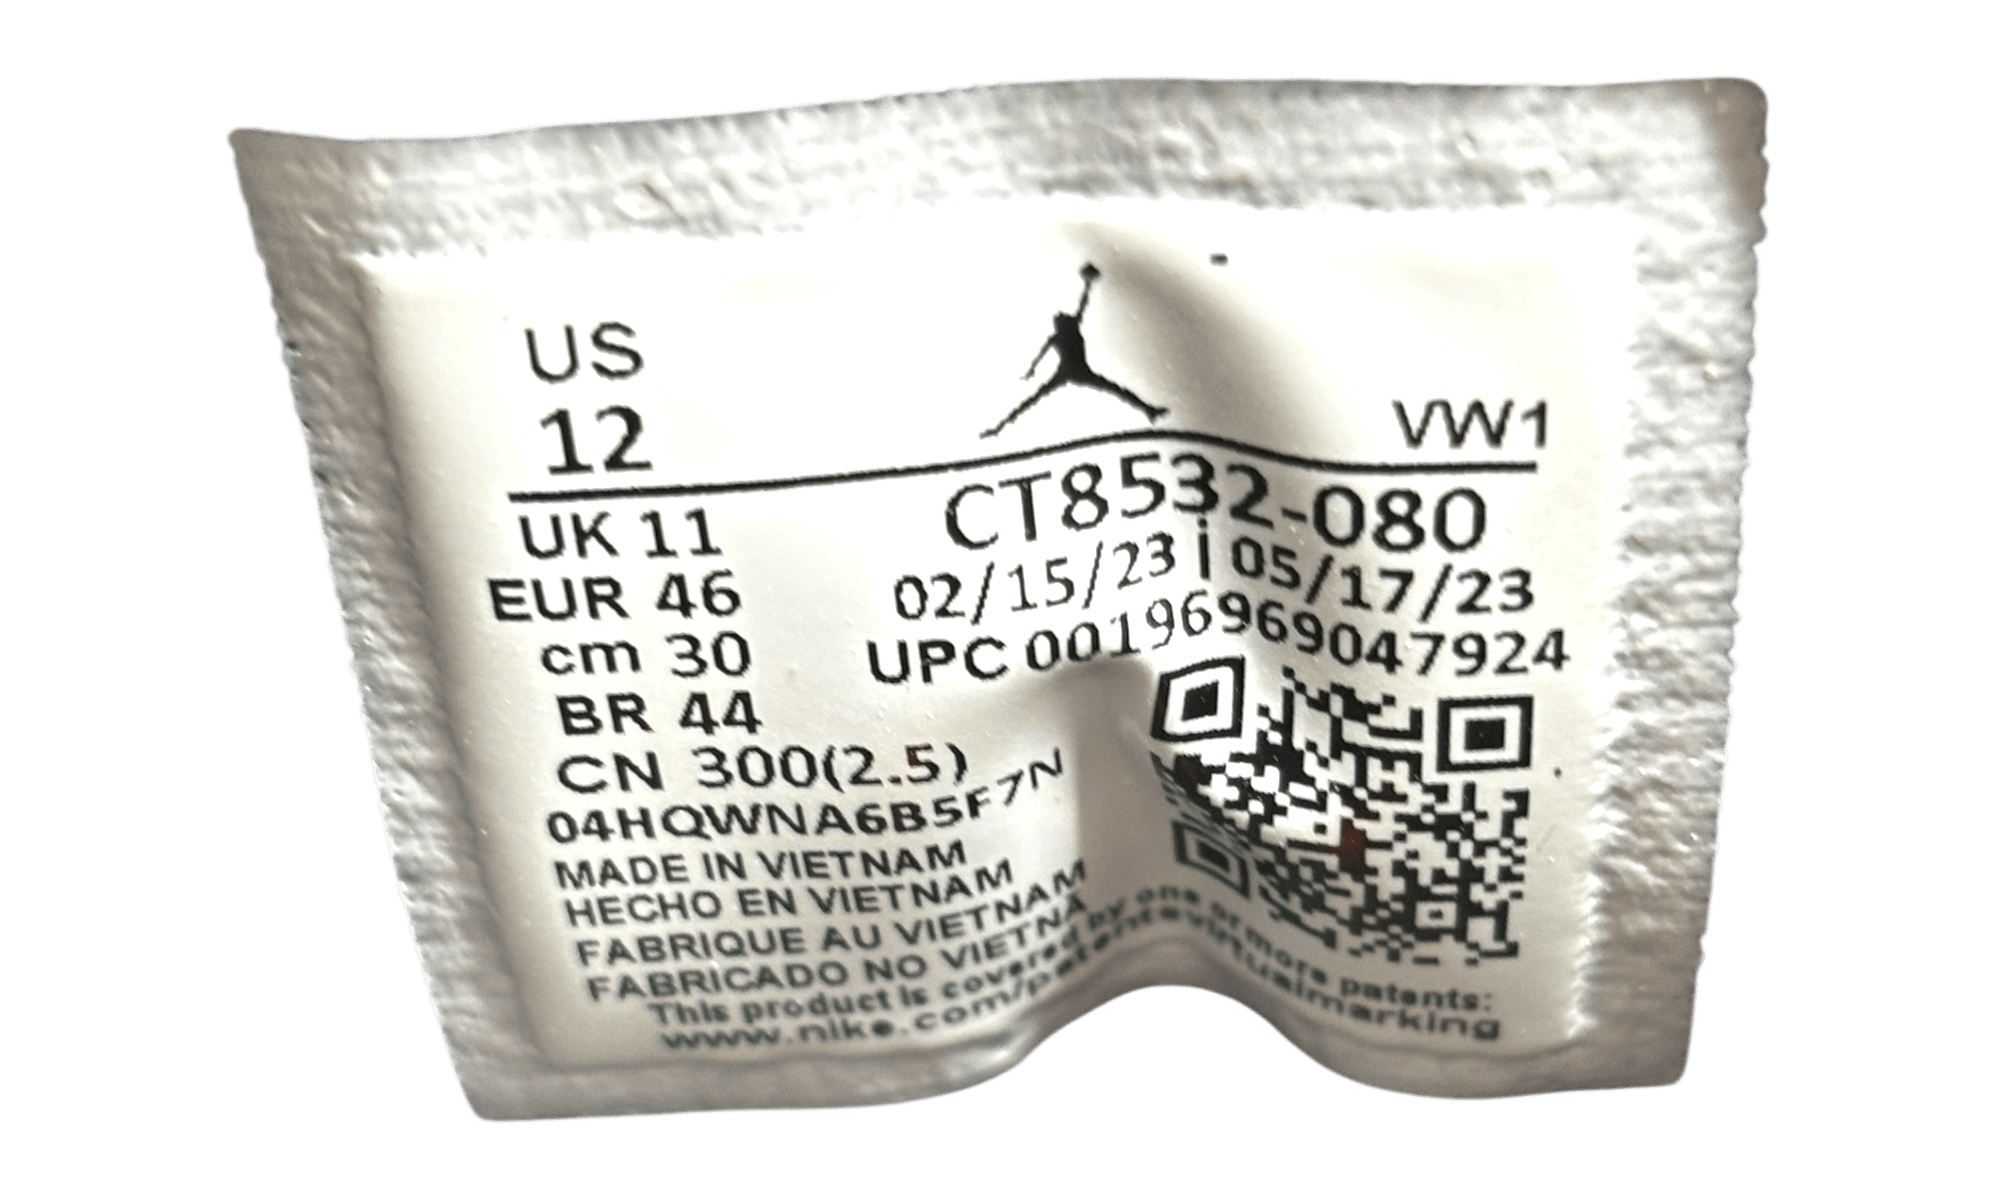 US
12
VW1
UK 11
EUR 46
cm 30
BR 44
CN 300(2.5)
04HQWNA6B5F7N
CT8532-080
02/15/23 | 05/17/23
UPC 00196969047924
MADE IN VIETNAM
HECHO EN VIETNAM
FABRIQUE AU VIETNAM
FABRICADO NO VIETNA
This product is covered by one or more patents:
www.nike.com/patentsvirtualmarking